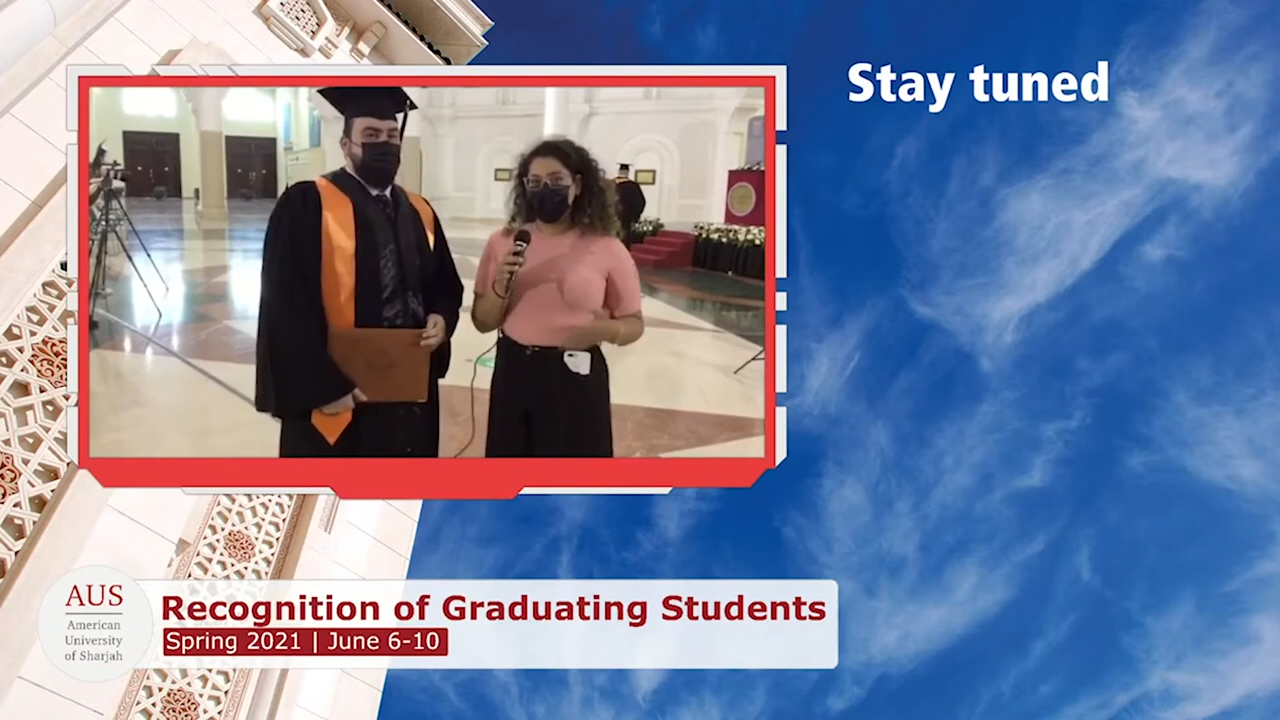 Stay tuned
AUS
American
University
of Sharjah
Recognition of Graduating Students
Spring 2021 | June 6-10